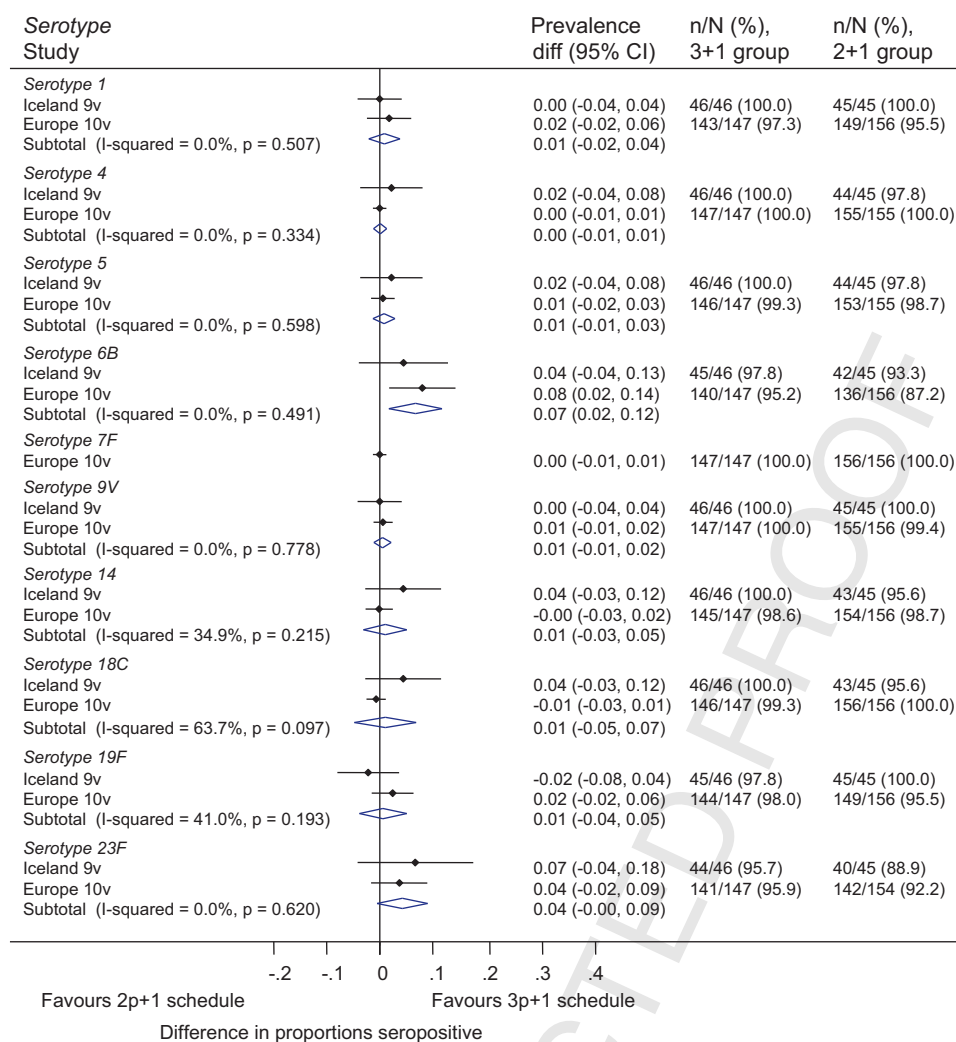 Serotype Prevalence n/N (%), n/N (%),
Study diff (95% CI) 3+1 group 2+1 group
Serotype 1
Iceland 9v 0.00 (-0.04, 0.04) 46/46 (100.0) 45/45 (100.0)
Europe 10v 0.02 (-0.02, 0.06) 143/147 (97.3) 149/156 (95.5)
Subtotal (I-squared = 0.0%, p = 0.507) 0.01 (-0.02, 0.04)
Serotype 4
Iceland 9v 0.02 (-0.04, 0.08) 46/46 (100.0) 44/45 (97.8)
Europe 10v 0.00 (-0.01, 0.01) 147/147 (100.0) 155/155 (100.0)
Subtotal (I-squared = 0.0%, p = 0.334) 0.00 (-0.01, 0.01)
Serotype 5
Iceland 9v 0.02 (-0.04, 0.08) 46/46 (100.0) 44/45 (97.8)
Europe 10v 0.01 (-0.02, 0.03) 146/147 (99.3) 153/155 (98.7)
Subtotal (I-squared = 0.0%, p = 0.598) 0.01 (-0.01, 0.03)
Serotype 6B
Iceland 9v 0.04 (-0.04, 0.13) 45/46 (97.8) 42/45 (93.3)
Europe 10v 0.08 (0.02, 0.14) 140/147 (95.2) 136/156 (87.2)
Subtotal (I-squared = 0.0%, p = 0.491) 0.07 (0.02, 0.12)
Serotype 7F
Europe 10v 0.00 (-0.01, 0.01) 147/147 (100.0) 156/156 (100.0)
Serotype 9V
Iceland 9v 0.00 (-0.04, 0.04) 46/46 (100.0) 45/45 (100.0)
Europe 10v 0.01 (-0.01, 0.02) 147/147 (100.0) 155/156 (99.4)
Subtotal (I-squared = 0.0%, p = 0.778) 0.01 (-0.01, 0.02)
Serotype 14
Iceland 9v 0.04 (-0.03, 0.12) 46/46 (100.0) 43/45 (95.6)
Europe 10v -0.00 (-0.03, 0.02) 145/147 (98.6) 154/156 (98.7)
Subtotal (I-squared = 34.9%, p = 0.215) 0.01 (-0.03, 0.05)
Serotype 18C
Iceland 9v 0.04 (-0.03, 0.12) 46/46 (100.0) 43/45 (95.6)
Europe 10v -0.01 (-0.03, 0.01) 146/147 (99.3) 156/156 (100.0)
Subtotal (I-squared = 63.7%, p = 0.097) 0.01 (-0.05, 0.07)
Serotype 19F
Iceland 9v -0.02 (-0.08, 0.04) 45/46 (97.8) 45/45 (100.0)
Europe 10v 0.02 (-0.02, 0.06) 144/147 (98.0) 149/156 (95.5)
Subtotal (I-squared = 41.0%, p = 0.193) 0.01 (-0.04, 0.05)
Serotype 23F
Iceland 9v 0.07 (-0.04, 0.18) 44/46 (95.7) 40/45 (88.9)
Europe 10v 0.04 (-0.02, 0.09) 141/147 (95.9) 142/154 (92.2)
Subtotal (I-squared = 0.0%, p = 0.620) 0.04 (-0.00, 0.09)
-.2 -.1 0 .1 .2 .3 .4
Favours 2p+1 schedule Favours 3p+1 schedule
Difference in proportions seropositive
CTED PROOF